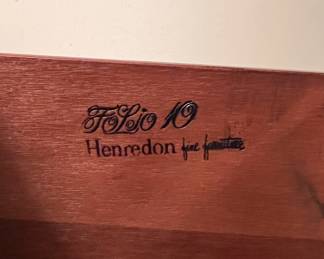 Folio 10
Henredon fine furniture